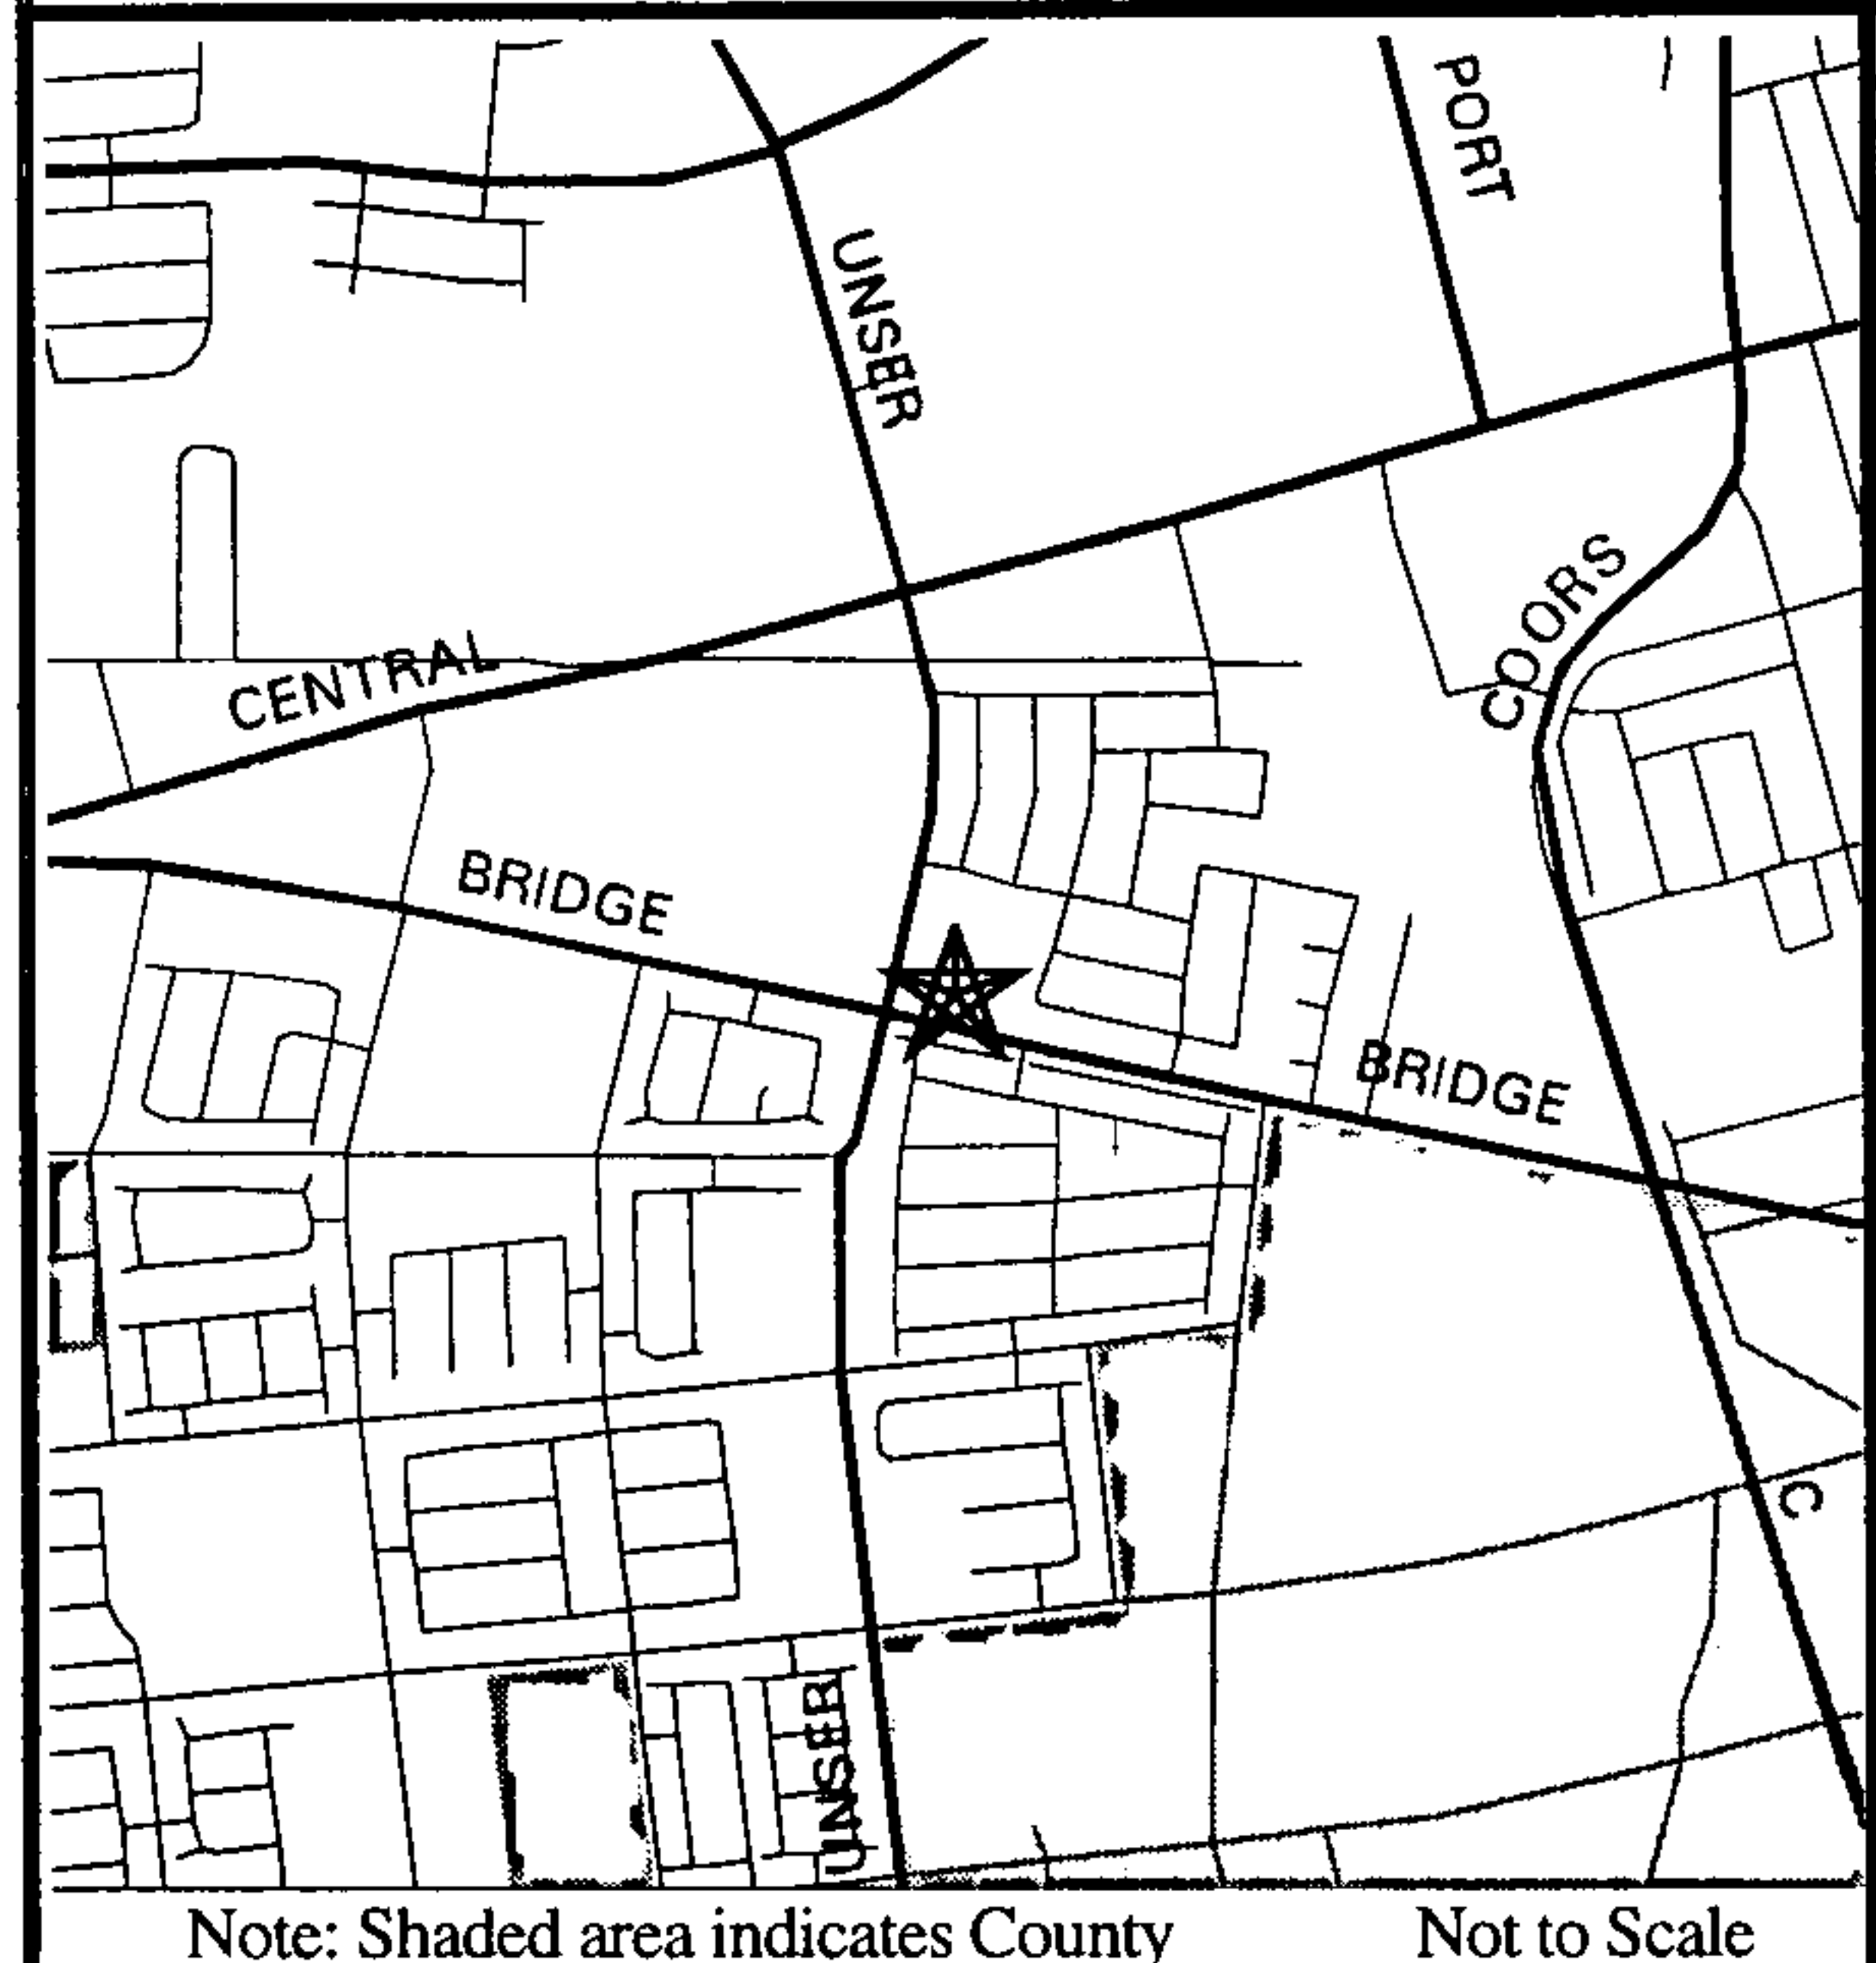 PORT
UNSER
COORS
CENTRAL
BRIDGE
BRIDGE
C
UNSER
Note: Shaded area indicates County
Not to Scale